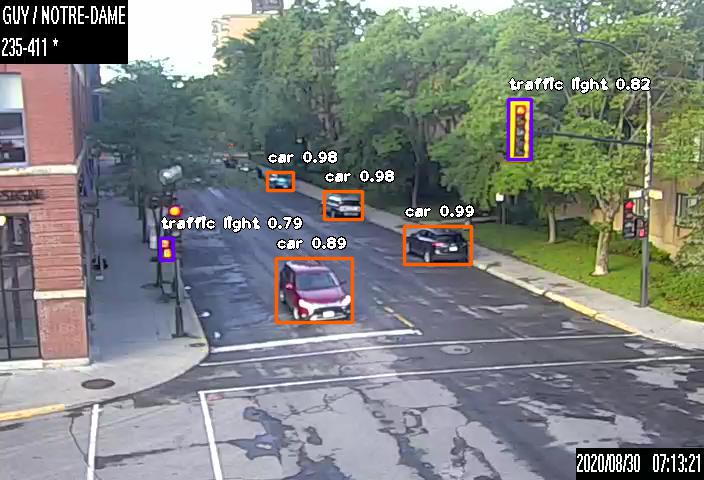 GUY / NOTRE-DAME
235-411 *
traffic light 0.82
car 0.98
car 0.98
car 0.99
traffic light 0.79
car 0.89
2020/08/30 07:13:21